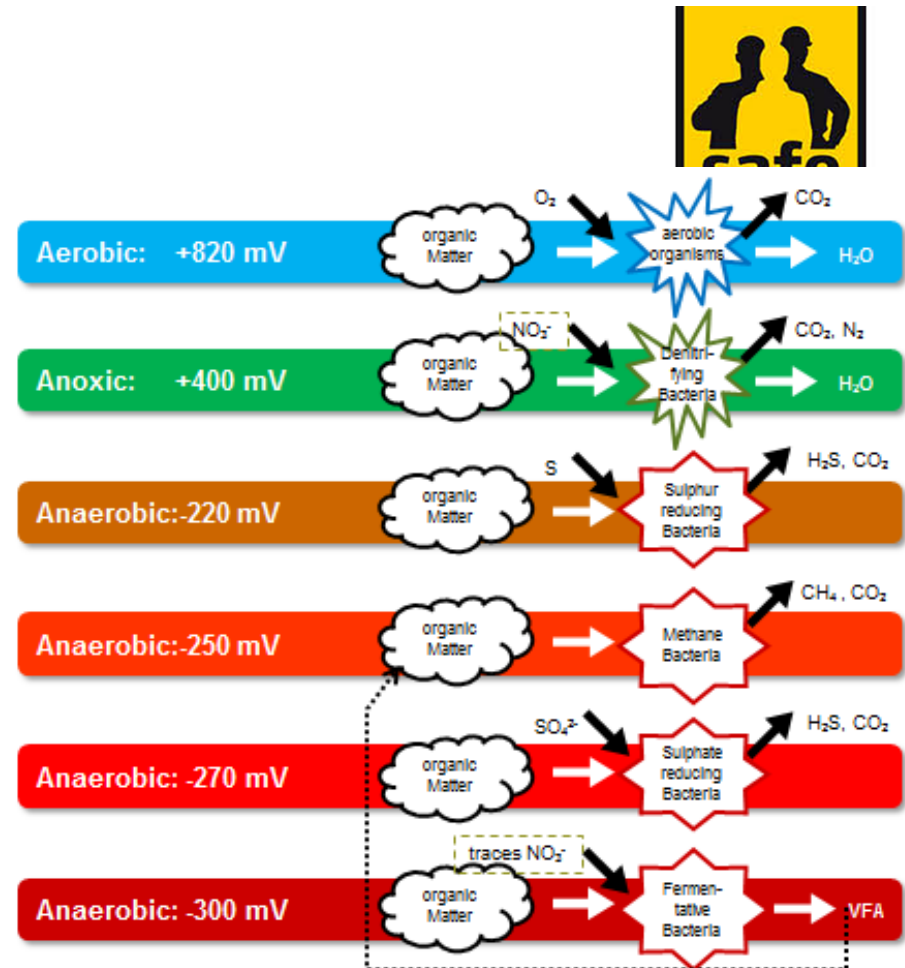 safe
O₂
CO₂
organic
Matter
aerobic
organisms
Aerobic: +820 mV
H₂O
NO₃⁻
CO₂, N₂
organic
Matter
Denitri-
fying
Bacteria
Anoxic: +400 mV
H₂O
S
H₂S, CO₂
organic
Matter
Sulphur
reducing
Bacteria
Anaerobic:-220 mV
CH₄ , CO₂
organic
Matter
Methane
Bacteria
Anaerobic:-250 mV
SO₄²⁻
H₂S, CO₂
organic
Matter
Sulphate
reducing
Bacteria
Anaerobic: -270 mV
traces NO₃⁻
organic
Matter
Fermen-
tative
Bacteria
Anaerobic: -300 mV
VFA